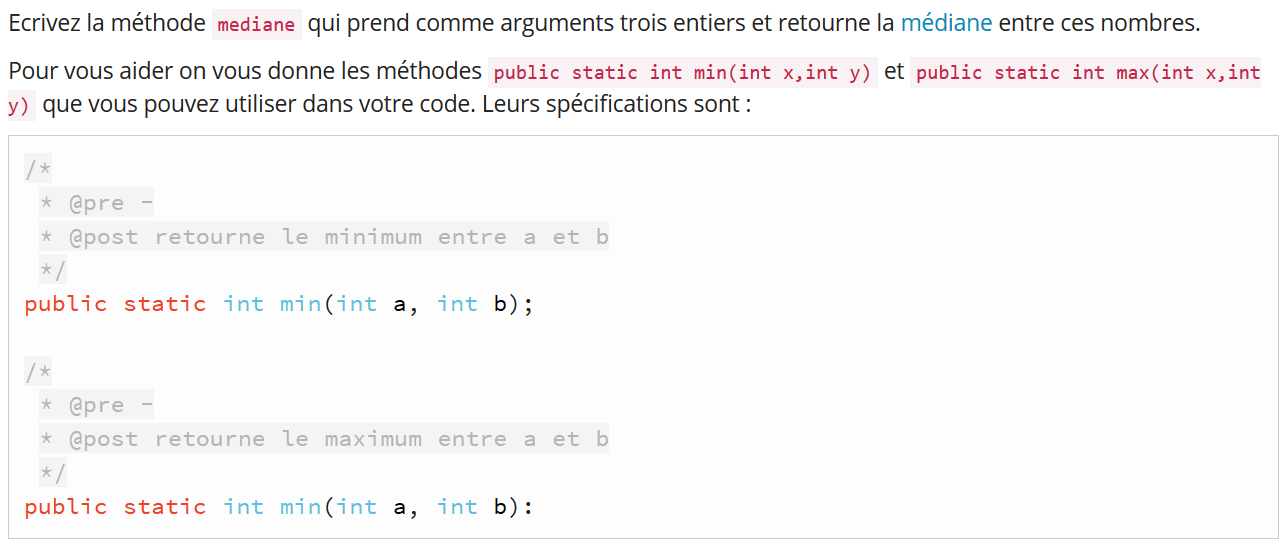 Ecrivez la méthode mediane qui prend comme arguments trois entiers et retourne la médiane entre ces nombres.
Pour vous aider on vous donne les méthodes public static int min(int x,int y) et public static int max(int x,int
y) que vous pouvez utiliser dans votre code. Leurs spécifications sont :
/*
* @pre -
* @post retourne le minimum entre a et b
*/
public static int min(int a, int b);
/*
* @pre -
* @post retourne le maximum entre a et b
*/
public static int min(int a, int b):